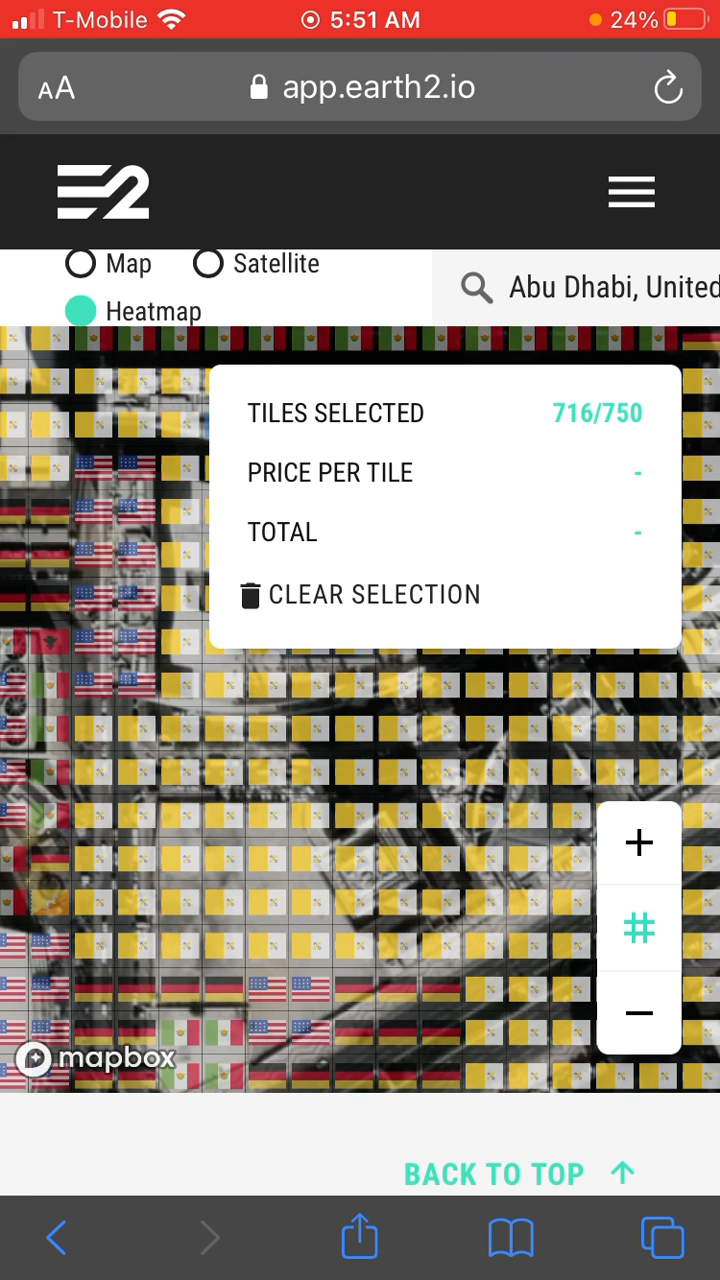 T-Mobile 5:51 AM 24%
AA app.earth2.io
E2
Map Satellite
Heatmap
Abu Dhabi, United
TILES SELECTED 716/750
PRICE PER TILE -
TOTAL -
CLEAR SELECTION
+
#
−
mapbox
BACK TO TOP ↑